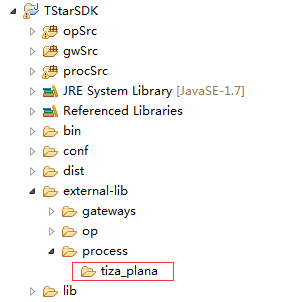 TStarSDK
opSrc
gwSrc
procSrc
JRE System Library [JavaSE-1.7]
Referenced Libraries
bin
conf
dist
external-lib
gateways
op
process
tiza_plana
lib